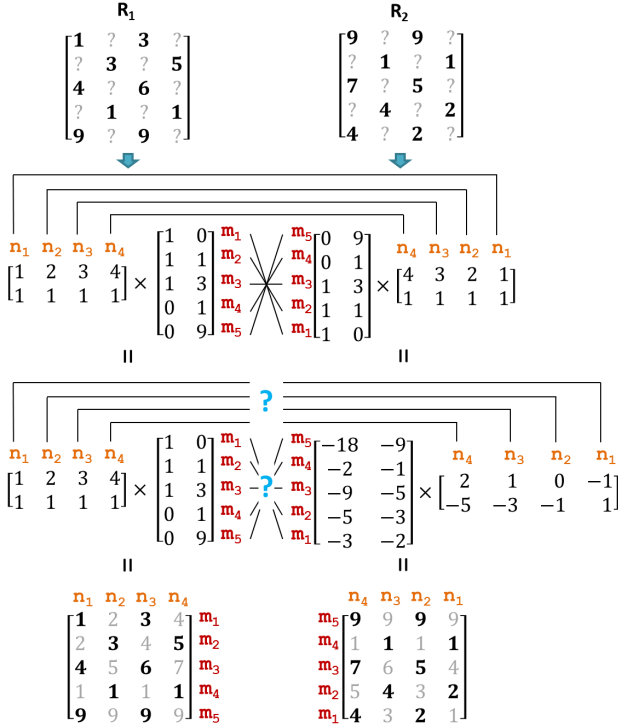 R₁ R₂
[1 ? 3 ?] [9 ? 9 ?]
[? 3 ? 5] [? 1 ? 1]
[4 ? 6 ?] [7 ? 5 ?]
[? 1 ? 1] [? 4 ? 2]
[9 ? 9 ?] [4 ? 2 ?]
n₁ n₂ n₃ n₄ n₄ n₃ n₂ n₁
[1 2 3 4] × [1 0] m₁ m₅ [0 9] × [4 3 2 1]
[1 1 1 1] [1 1] m₂ m₄ [0 1] [1 1 1 1]
[1 3] m₃ m₃ [1 3]
[0 1] m₄ m₂ [1 1]
[0 9] m₅ m₁ [1 0]
= =
?
n₁ n₂ n₃ n₄ n₄ n₃ n₂ n₁
[1 2 3 4] × [1 0] m₁ m₅ [−18 −9] × [2 1 0 −1]
[1 1 1 1] [1 1] m₂ m₄ [−2 −1] [−5 −3 −1 1]
[1 3] m₃ ? m₃ [−9 −5]
[0 1] m₄ m₂ [−5 −3]
[0 9] m₅ m₁ [−3 −2]
= =
n₁ n₂ n₃ n₄ n₄ n₃ n₂ n₁
[1 2 3 4] m₁ m₅ [9 9 9 9]
[2 3 4 5] m₂ m₄ [1 1 1 1]
[4 5 6 7] m₃ m₃ [7 6 5 4]
[1 1 1 1] m₄ m₂ [5 4 3 2]
[9 9 9 9] m₅ m₁ [4 3 2 1]